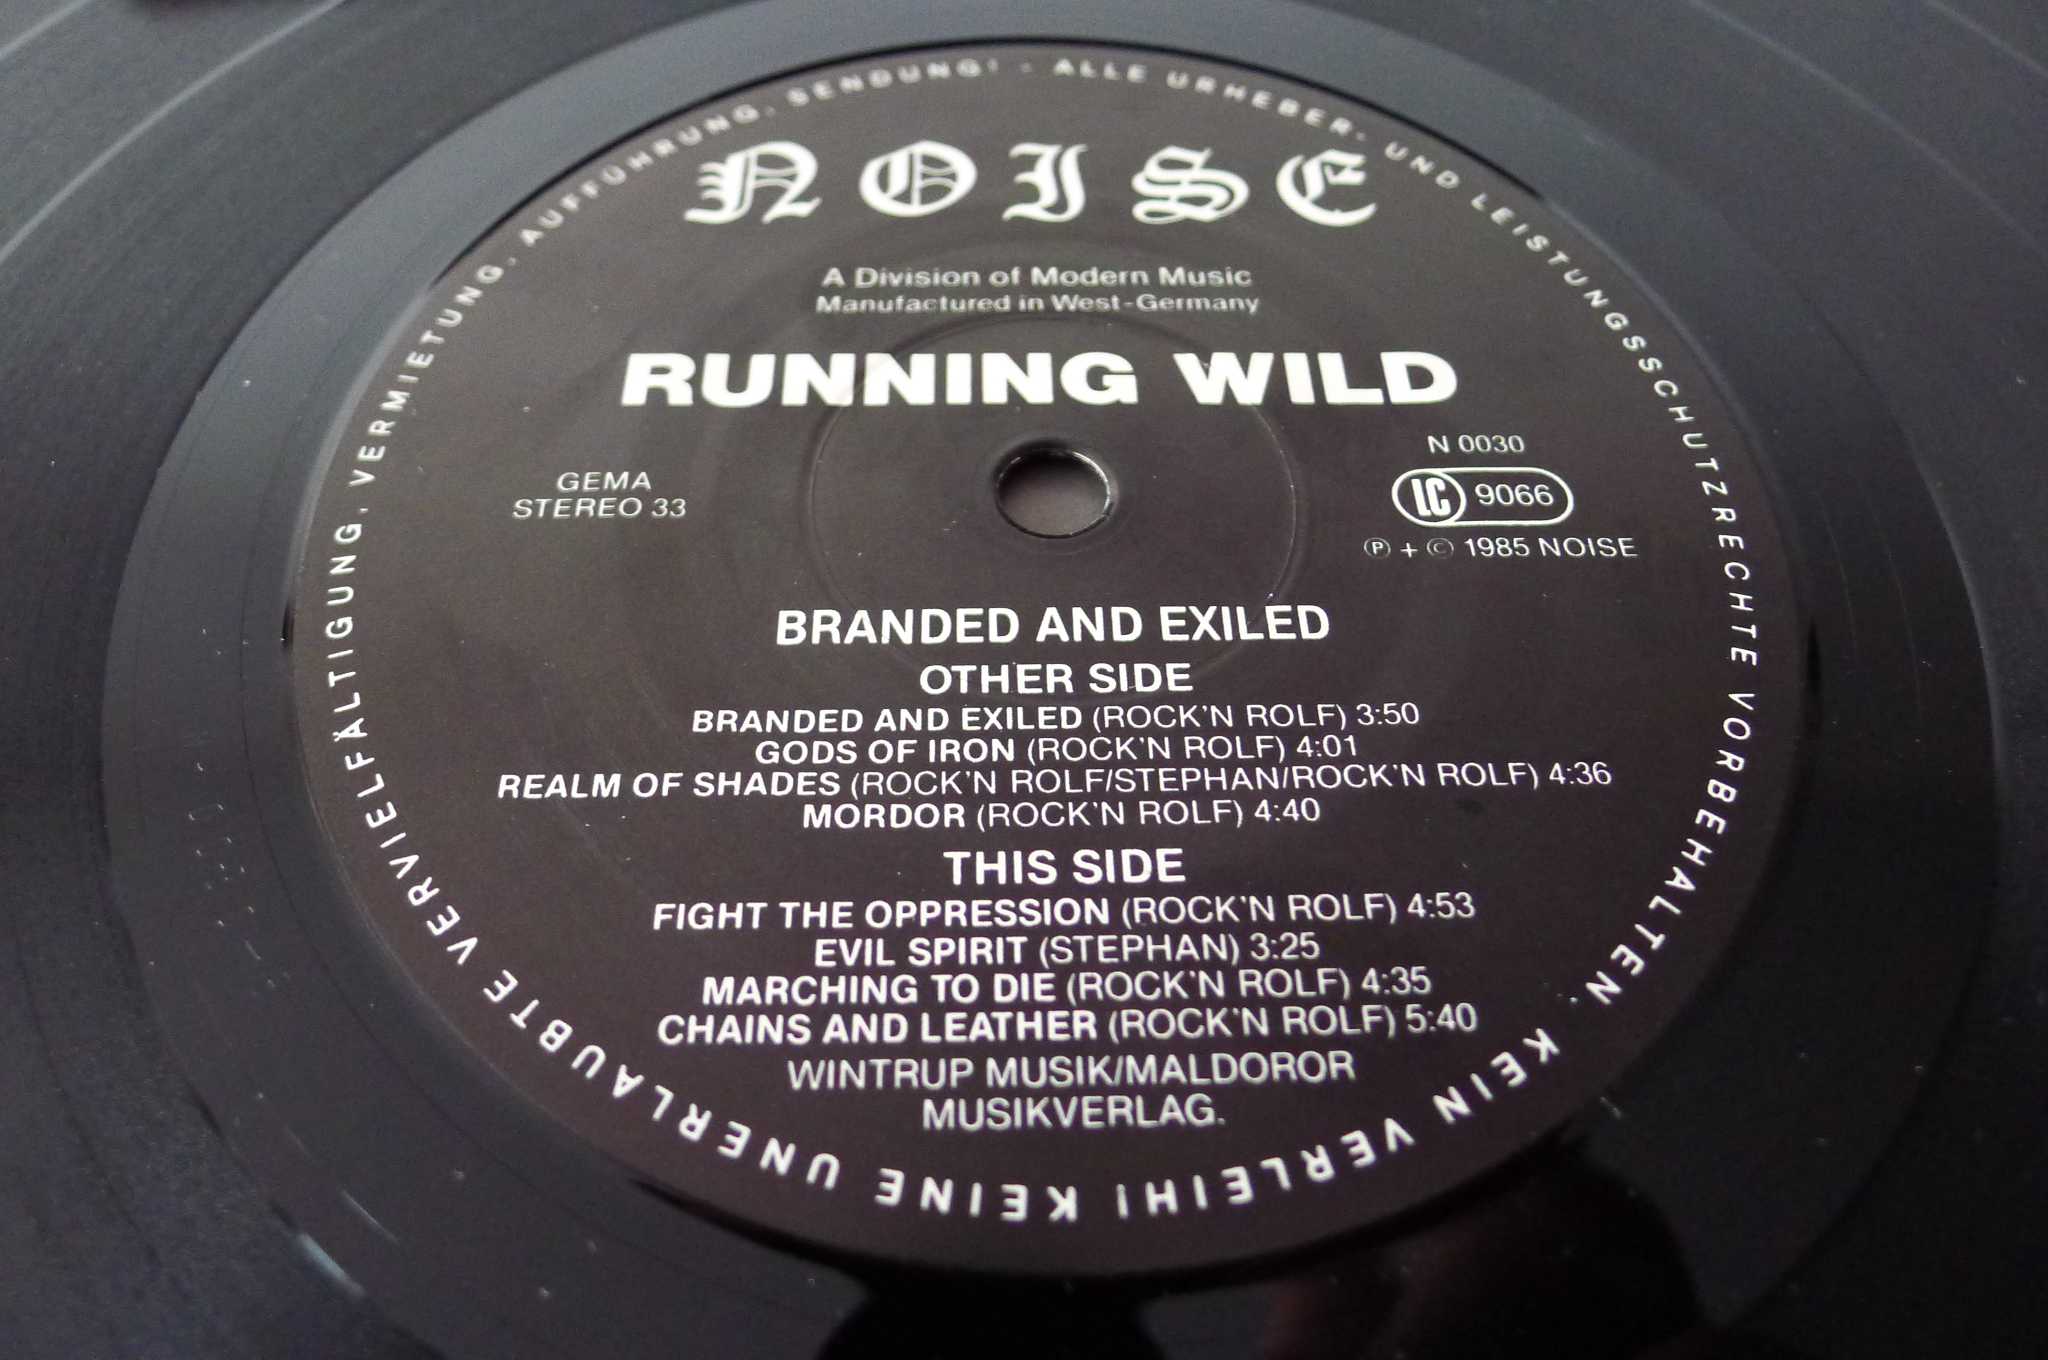 NOISE
A Division of Modern Music
Manufactured in West-Germany
RUNNING WILD
GEMA
STEREO 33
N 0030
LC 9066
Ⓟ + © 1985 NOISE
BRANDED AND EXILED
OTHER SIDE
BRANDED AND EXILED (ROCK'N ROLF) 3:50
GODS OF IRON (ROCK'N ROLF) 4:01
REALM OF SHADES (ROCK'N ROLF/STEPHAN/ROCK'N ROLF) 4:36
MORDOR (ROCK'N ROLF) 4:40
THIS SIDE
FIGHT THE OPPRESSION (ROCK'N ROLF) 4:53
EVIL SPIRIT (STEPHAN) 3:25
MARCHING TO DIE (ROCK'N ROLF) 4:35
CHAINS AND LEATHER (ROCK'N ROLF) 5:40
WINTRUP MUSIK/MALDOROR
MUSIKVERLAG.
ALLE URHEBER- UND LEISTUNGSSCHUTZRECHTE VORBEHALTEN. KEIN VERLEIH! KEINE UNERLAUBTE VERVIELFÄLTIGUNG, VERMIETUNG, AUFFÜHRUNG, SENDUNG! -